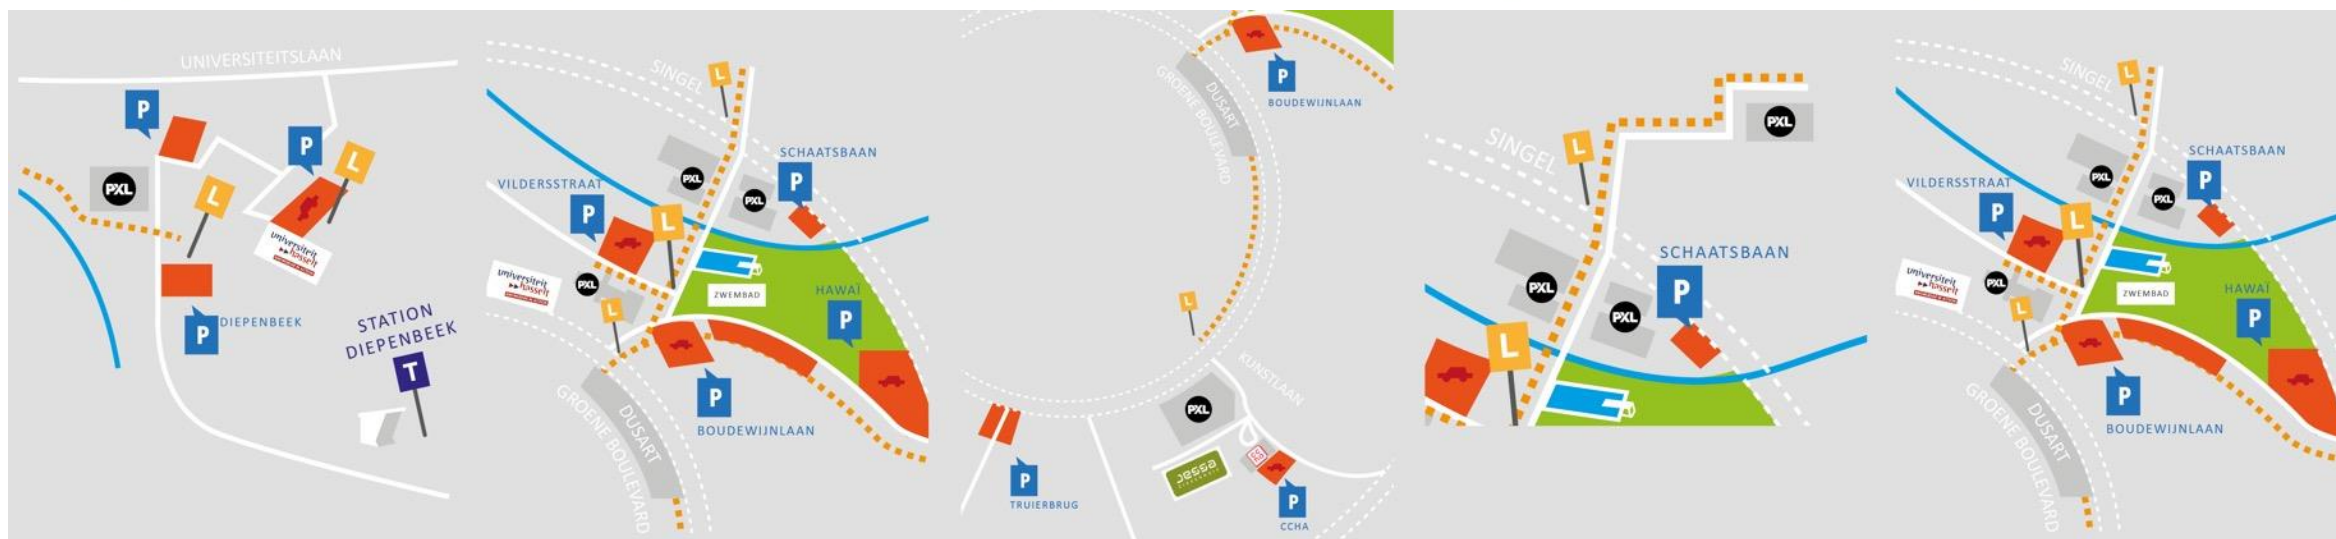 UNIVERSITEITSLAAN
P
P
L
PXL
L
universiteit
hasselt
P
DIEPENBEEK
STATION
DIEPENBEEK
T
SINGEL
L
SCHAATSBAAN
P
PXL
PXL
VILDERSSTRAAT
P
L
universiteit
hasselt
PXL
L
ZWEMBAD
HAWAÏ
P
P
BOUDEWIJNLAAN
DUSART
GROENE BOULEVARD
P
BOUDEWIJNLAAN
DUSART
GROENE BOULEVARD
L
KUNSTLAAN
PXL
Jessa
P
TRUIERBRUG
P
CCHA
PXL
L
SINGEL
SCHAATSBAAN
P
PXL
PXL
L
SINGEL
L
SCHAATSBAAN
P
PXL
PXL
VILDERSSTRAAT
P
L
universiteit
hasselt
PXL
L
ZWEMBAD
HAWAÏ
P
P
BOUDEWIJNLAAN
DUSART
GROENE BOULEVARD